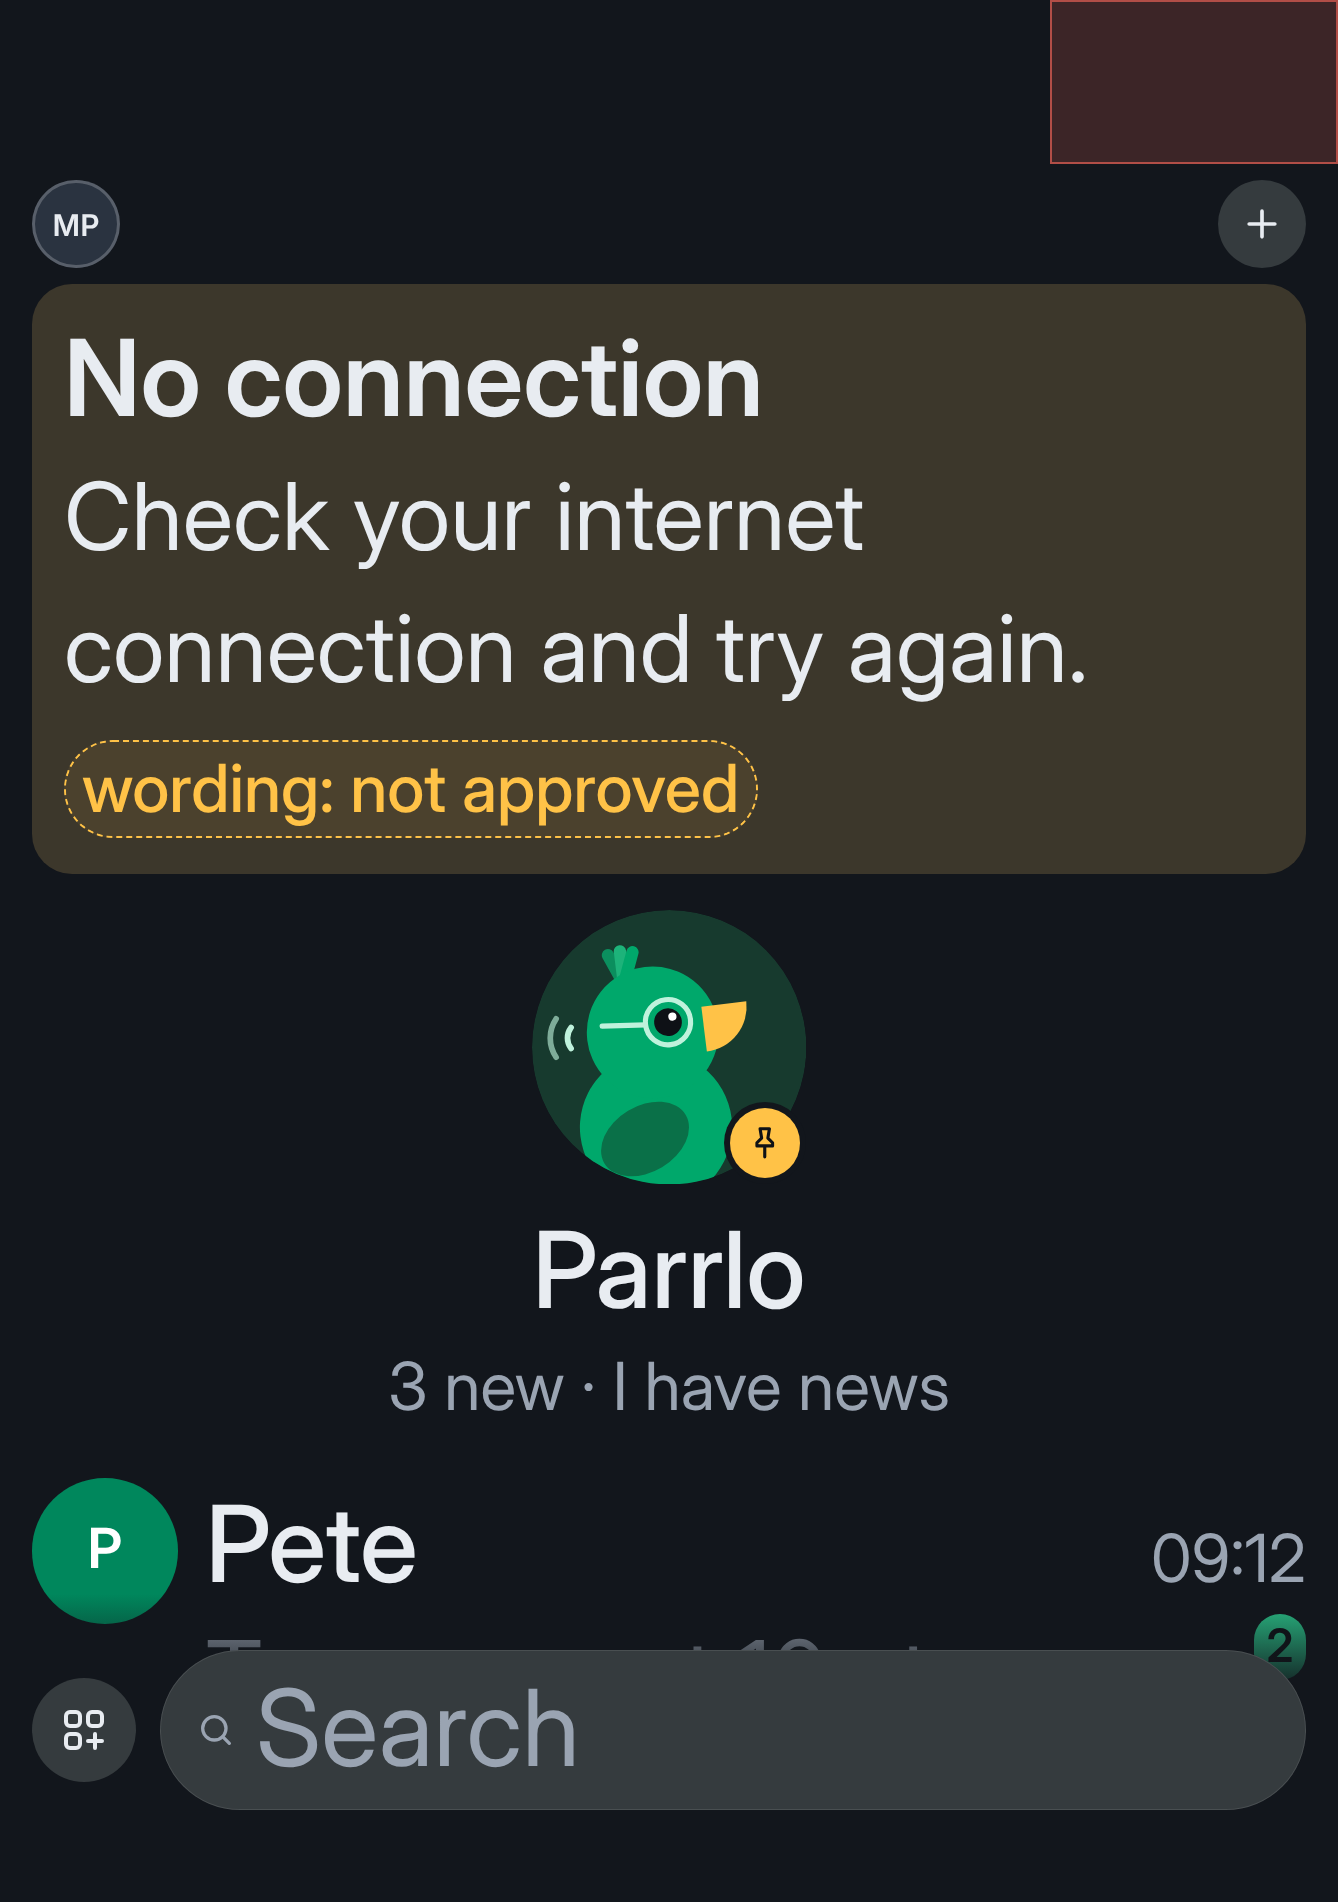 MP
No connection
Check your internet
connection and try again.
wording: not approved
Parrlo
3 new · I have news
P
Pete
09:12
2
Search